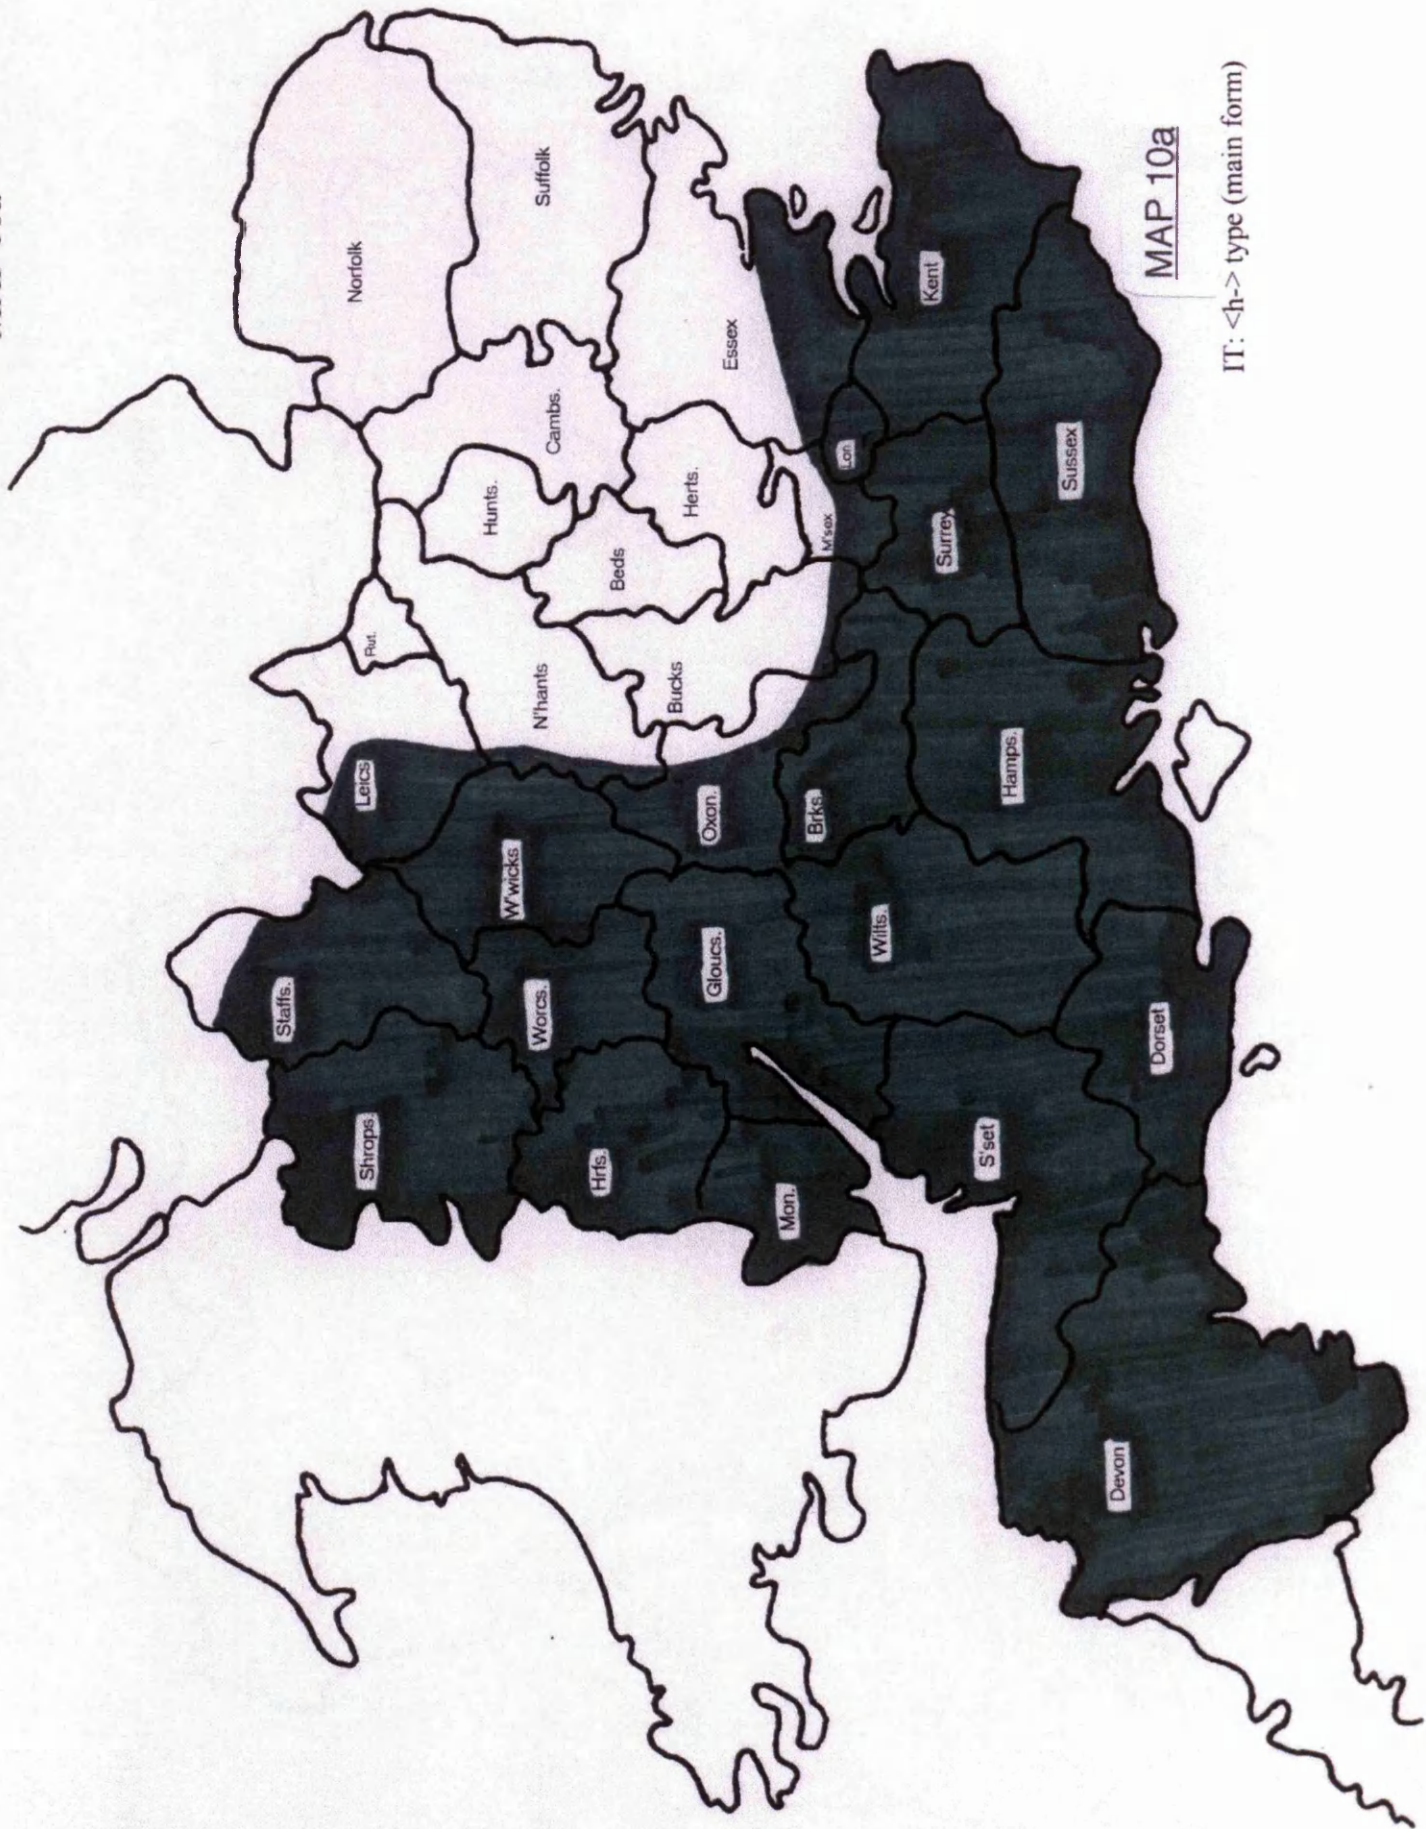 Norfolk
Suffolk
Cambs.
Essex
Hunts.
Herts.
Beds
M'sex
Lon
Kent
Rut.
N'hants
Bucks
Surrey
Sussex
Leics
W'wicks
Oxon.
Brks.
Hamps.
Staffs.
Worcs.
Gloucs.
Wilts.
Dorset
Shrops
Hrfs.
Mon.
S'set
Devon
MAP 10a
IT: <h-> type (main form)